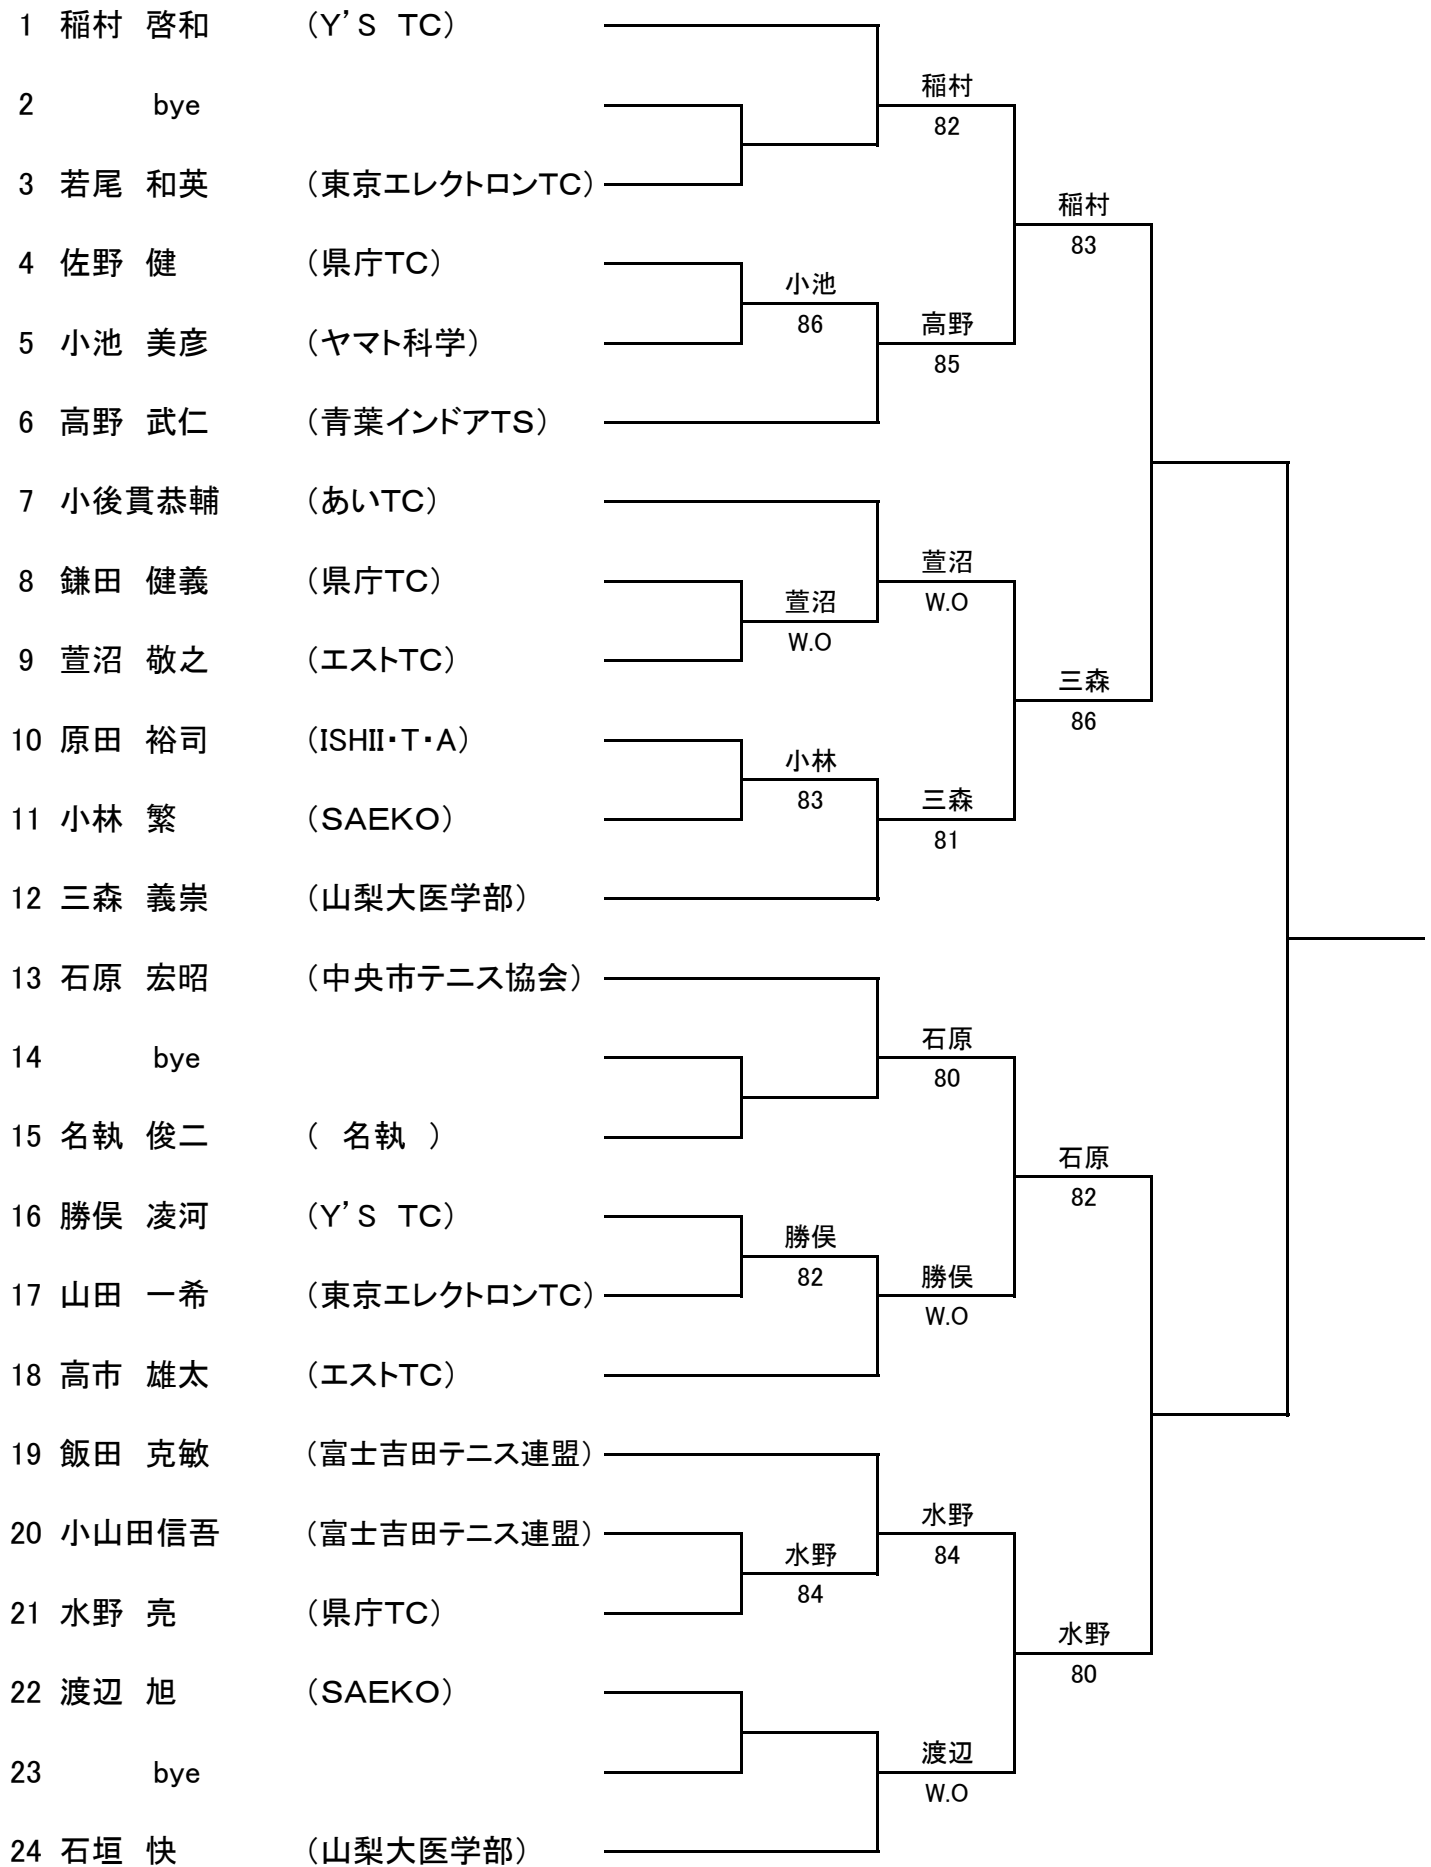 1 稲村 啓和 （Y'S TC）
稲村
2 bye
82
3 若尾 和英 （東京エレクトロンTC）
稲村
83
4 佐野 健 （県庁TC）
小池
86
高野
5 小池 美彦 （ヤマト科学）
85
6 高野 武仁 （青葉インドアTS）
7 小後貫恭輔 （あいTC）
萱沼
8 鎌田 健義 （県庁TC）
萱沼
W.O
W.O
9 萱沼 敬之 （エストTC）
三森
86
10 原田 裕司 （ISHII・T・A）
小林
83
三森
11 小林 繁 （SAEKO）
81
12 三森 義崇 （山梨大医学部）
13 石原 宏昭 （中央市テニス協会）
石原
14 bye
80
15 名執 俊二 （ 名執 ）
石原
82
16 勝俣 凌河 （Y'S TC）
勝俣
82
勝俣
17 山田 一希 （東京エレクトロンTC）
W.O
18 高市 雄太 （エストTC）
19 飯田 克敏 （富士吉田テニス連盟）
水野
20 小山田信吾 （富士吉田テニス連盟）
水野
84
84
21 水野 亮 （県庁TC）
水野
80
22 渡辺 旭 （SAEKO）
渡辺
23 bye
W.O
24 石垣 快 （山梨大医学部）